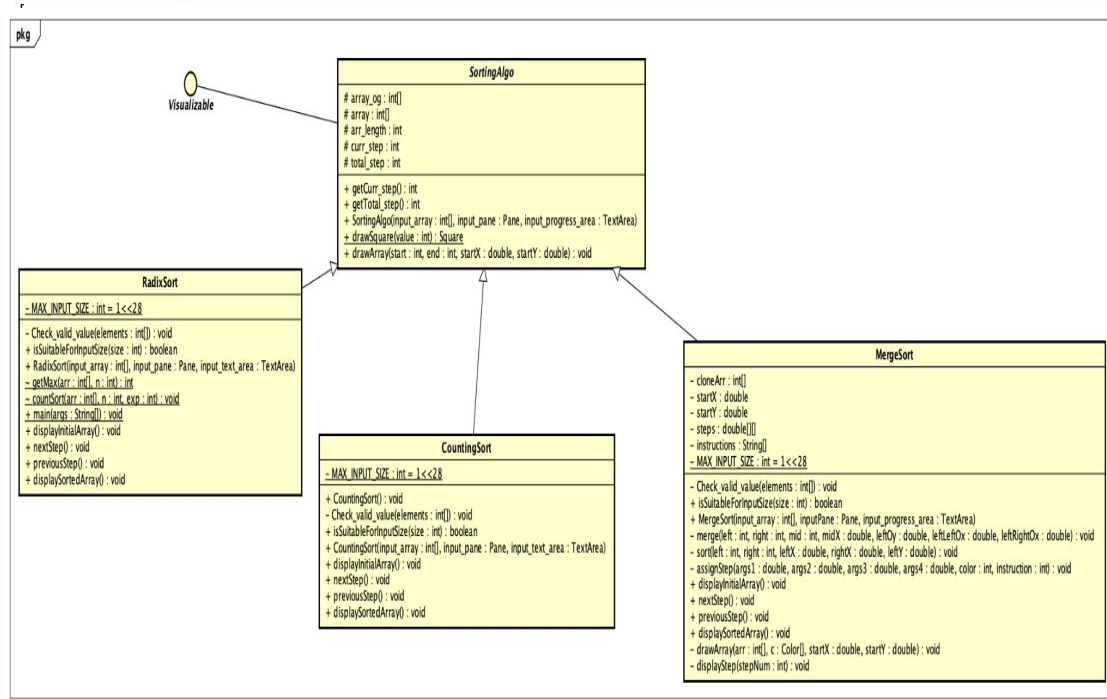 pkg
Visualizable
SortingAlgo
# array_og : int[]
# array : int[]
# arr_length : int
# curr_step : int
# total_step : int
+ getCurr_step() : int
+ getTotal_step() : int
+ SortingAlgo(input_array : int[], input_pane : Pane, input_progress_area : TextArea)
+ drawSquare(value : int) : Square
+ drawArray(start : int, end : int, startX : double, startY : double) : void
RadixSort
- MAX_INPUT_SIZE : int = 1<<28
- Check_valid_value(elements : int[]) : void
+ isSuitableForInputSize(size : int) : boolean
+ RadixSort(input_array : int[], input_pane : Pane, input_text_area : TextArea)
~ getMax(arr : int[], n : int) : int
~ countSort(arr : int[], n : int, exp : int) : void
+ main(args : String[]) : void
+ displayInitialArray() : void
+ nextStep() : void
+ previousStep() : void
+ displaySortedArray() : void
CountingSort
- MAX_INPUT_SIZE : int = 1<<28
+ CountingSort() : void
- Check_valid_value(elements : int[]) : void
+ isSuitableForInputSize(size : int) : boolean
+ CountingSort(input_array : int[], input_pane : Pane, input_text_area : TextArea)
+ displayInitialArray() : void
+ nextStep() : void
+ previousStep() : void
+ displaySortedArray() : void
MergeSort
- cloneArr : int[]
- startX : double
- startY : double
- steps : double[][]
- instructions : String[]
- MAX_INPUT_SIZE : int = 1<<28
- Check_valid_value(elements : int[]) : void
+ isSuitableForInputSize(size : int) : boolean
+ MergeSort(input_array : int[], inputPane : Pane, input_progress_area : TextArea)
- merge(left : int, right : int, mid : int, midX : double, leftOy : double, leftLeftOx : double, leftRightOx : double) : void
- sort(left : int, right : int, leftX : double, rightX : double, leftY : double) : void
- assignStep(args1 : double, args2 : double, args3 : double, args4 : double, color : int, instruction : int) : void
+ displayInitialArray() : void
+ nextStep() : void
+ previousStep() : void
+ displaySortedArray() : void
- drawArray(arr : int[], c : Color[], startX : double, startY : double) : void
- displayStep(stepNum : int) : void